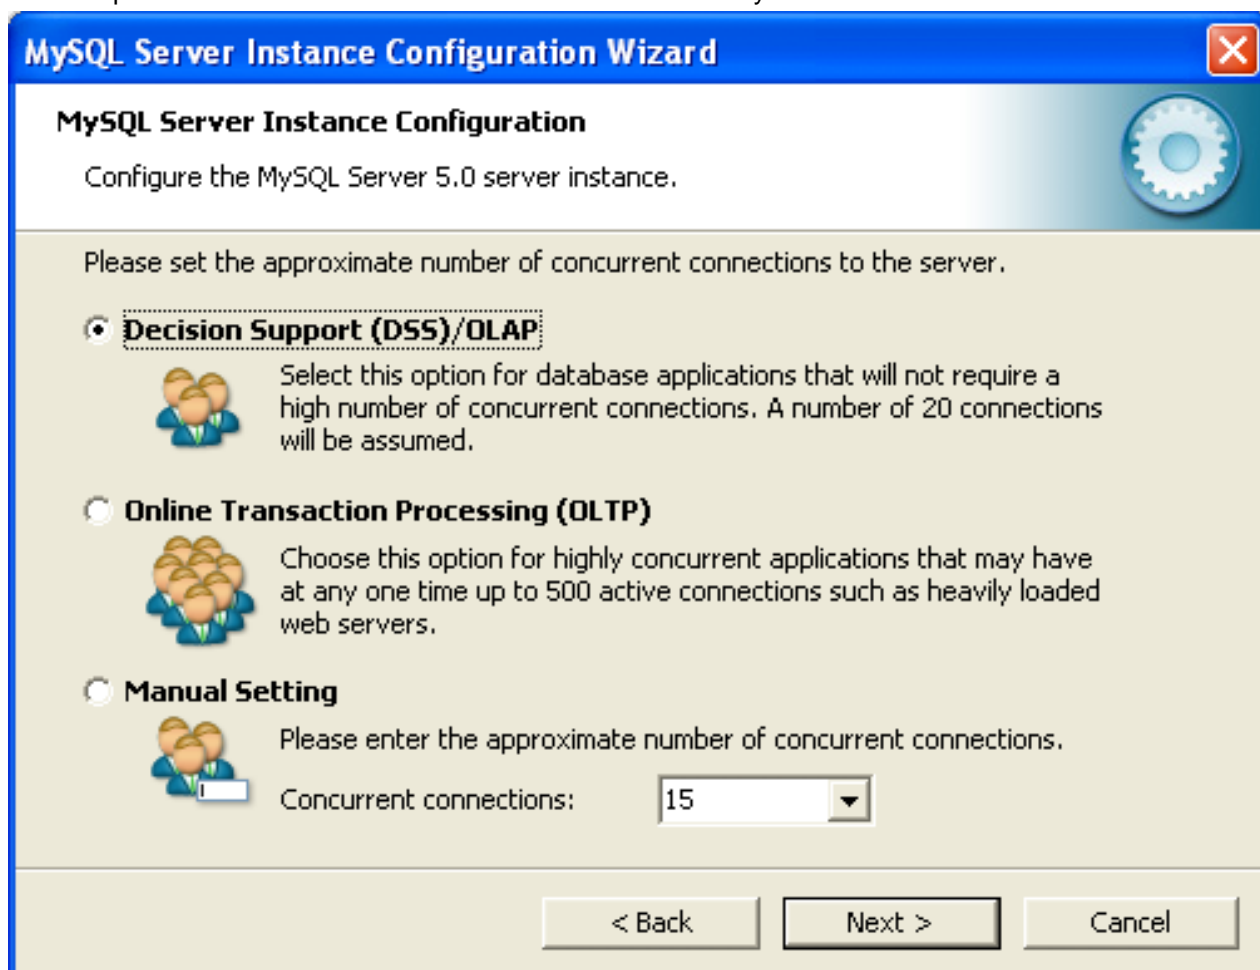 MySQL Server Instance Configuration Wizard
MySQL Server Instance Configuration
Configure the MySQL Server 5.0 server instance.
Please set the approximate number of concurrent connections to the server.
Decision Support (DSS)/OLAP
Select this option for database applications that will not require a
high number of concurrent connections. A number of 20 connections
will be assumed.
Online Transaction Processing (OLTP)
Choose this option for highly concurrent applications that may have
at any one time up to 500 active connections such as heavily loaded
web servers.
Manual Setting
Please enter the approximate number of concurrent connections.
Concurrent connections: 15
< Back Next > Cancel